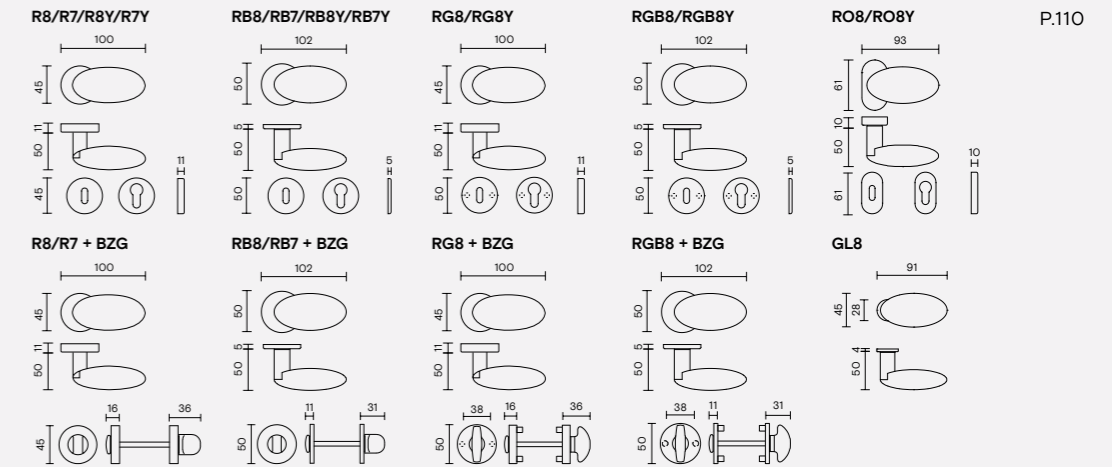 R8/R7/R8Y/R7Y RB8/RB7/RB8Y/RB7Y RG8/RG8Y RGB8/RGB8Y RO8/RO8Y P.110
100 102 100 102 93
45 50 45 50 61
11 5 11 5 10
50 50 50 50 50
11 5 11 5 10
45 50 50 50 61
R8/R7 + BZG RB8/RB7 + BZG RG8 + BZG RGB8 + BZG GL8
100 102 100 102 91
45 50 45 50 45 28
11 5 11 5 4
50 50 50 50 50
16 36 11 31 38 16 36 38 11 31
45 50 50 50